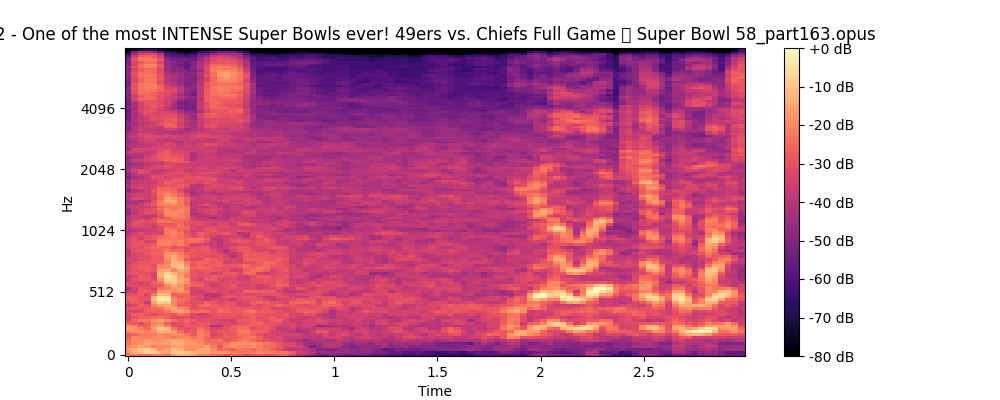 2 - One of the most INTENSE Super Bowls ever! 49ers vs. Chiefs Full Game  Super Bowl 58_part163.opus
+0 dB
4096
-10 dB
-20 dB
2048
-30 dB
Hz
1024
-40 dB
-50 dB
512
-60 dB
-70 dB
0
-80 dB
0 0.5 1 1.5 2 2.5
Time